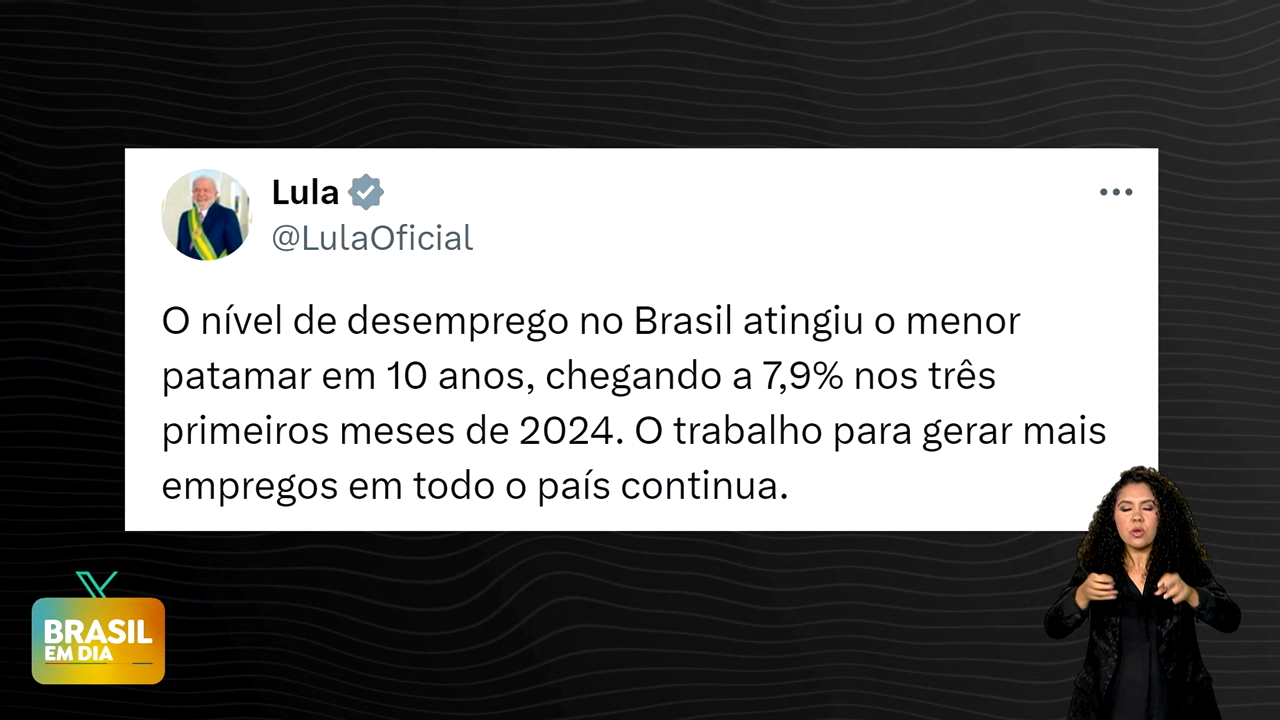 Lula
@LulaOficial
O nível de desemprego no Brasil atingiu o menor
patamar em 10 anos, chegando a 7,9% nos três
primeiros meses de 2024. O trabalho para gerar mais
empregos em todo o país continua.
BRASIL
EM DIA